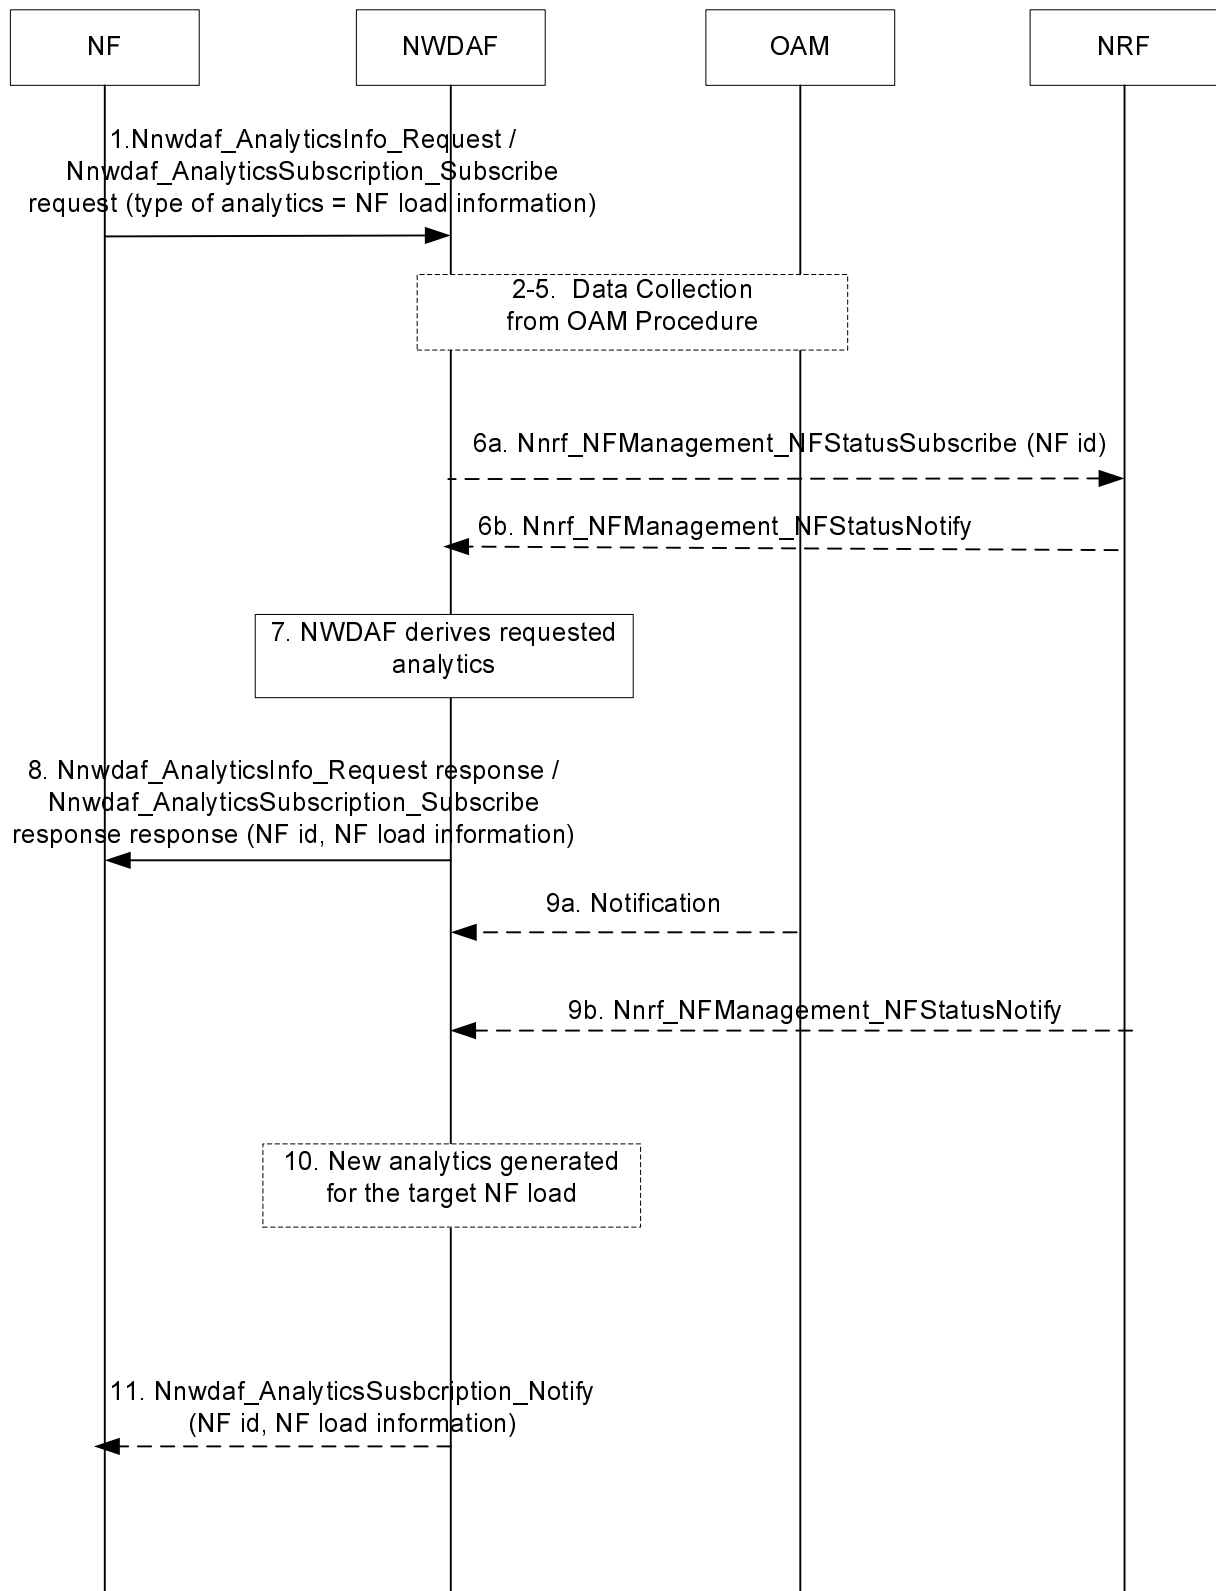 NF
NWDAF
OAM
NRF
1.Nnwdaf_AnalyticsInfo_Request /
Nnwdaf_AnalyticsSubscription_Subscribe
request (type of analytics = NF load information)
2-5.  Data Collection
from OAM Procedure
6a. Nnrf_NFManagement_NFStatusSubscribe (NF id)
6b. Nnrf_NFManagement_NFStatusNotify
7. NWDAF derives requested
analytics
8. Nnwdaf_AnalyticsInfo_Request response /
Nnwdaf_AnalyticsSubscription_Subscribe
response response (NF id, NF load information)
9a. Notification
9b. Nnrf_NFManagement_NFStatusNotify
10. New analytics generated
for the target NF load
11. Nnwdaf_AnalyticsSusbcription_Notify
(NF id, NF load information)